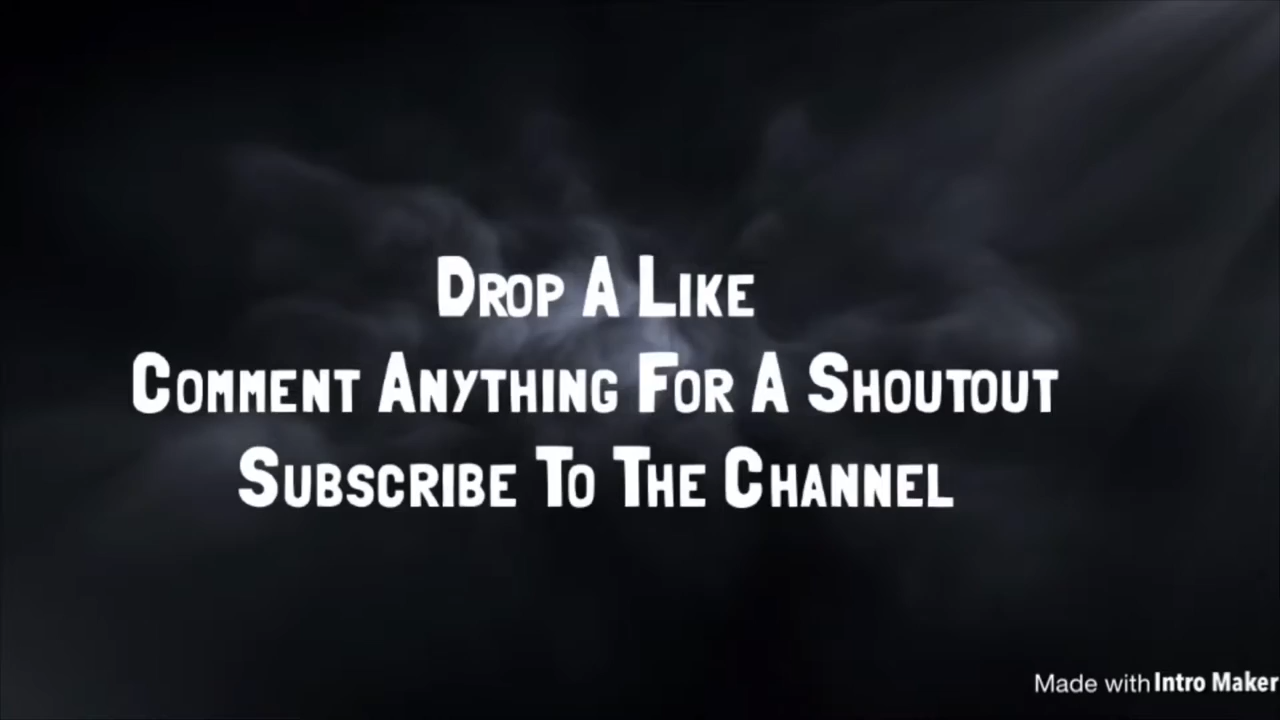 Drop A Like
Comment Anything For A Shoutout
Subscribe To The Channel
Made with Intro Maker